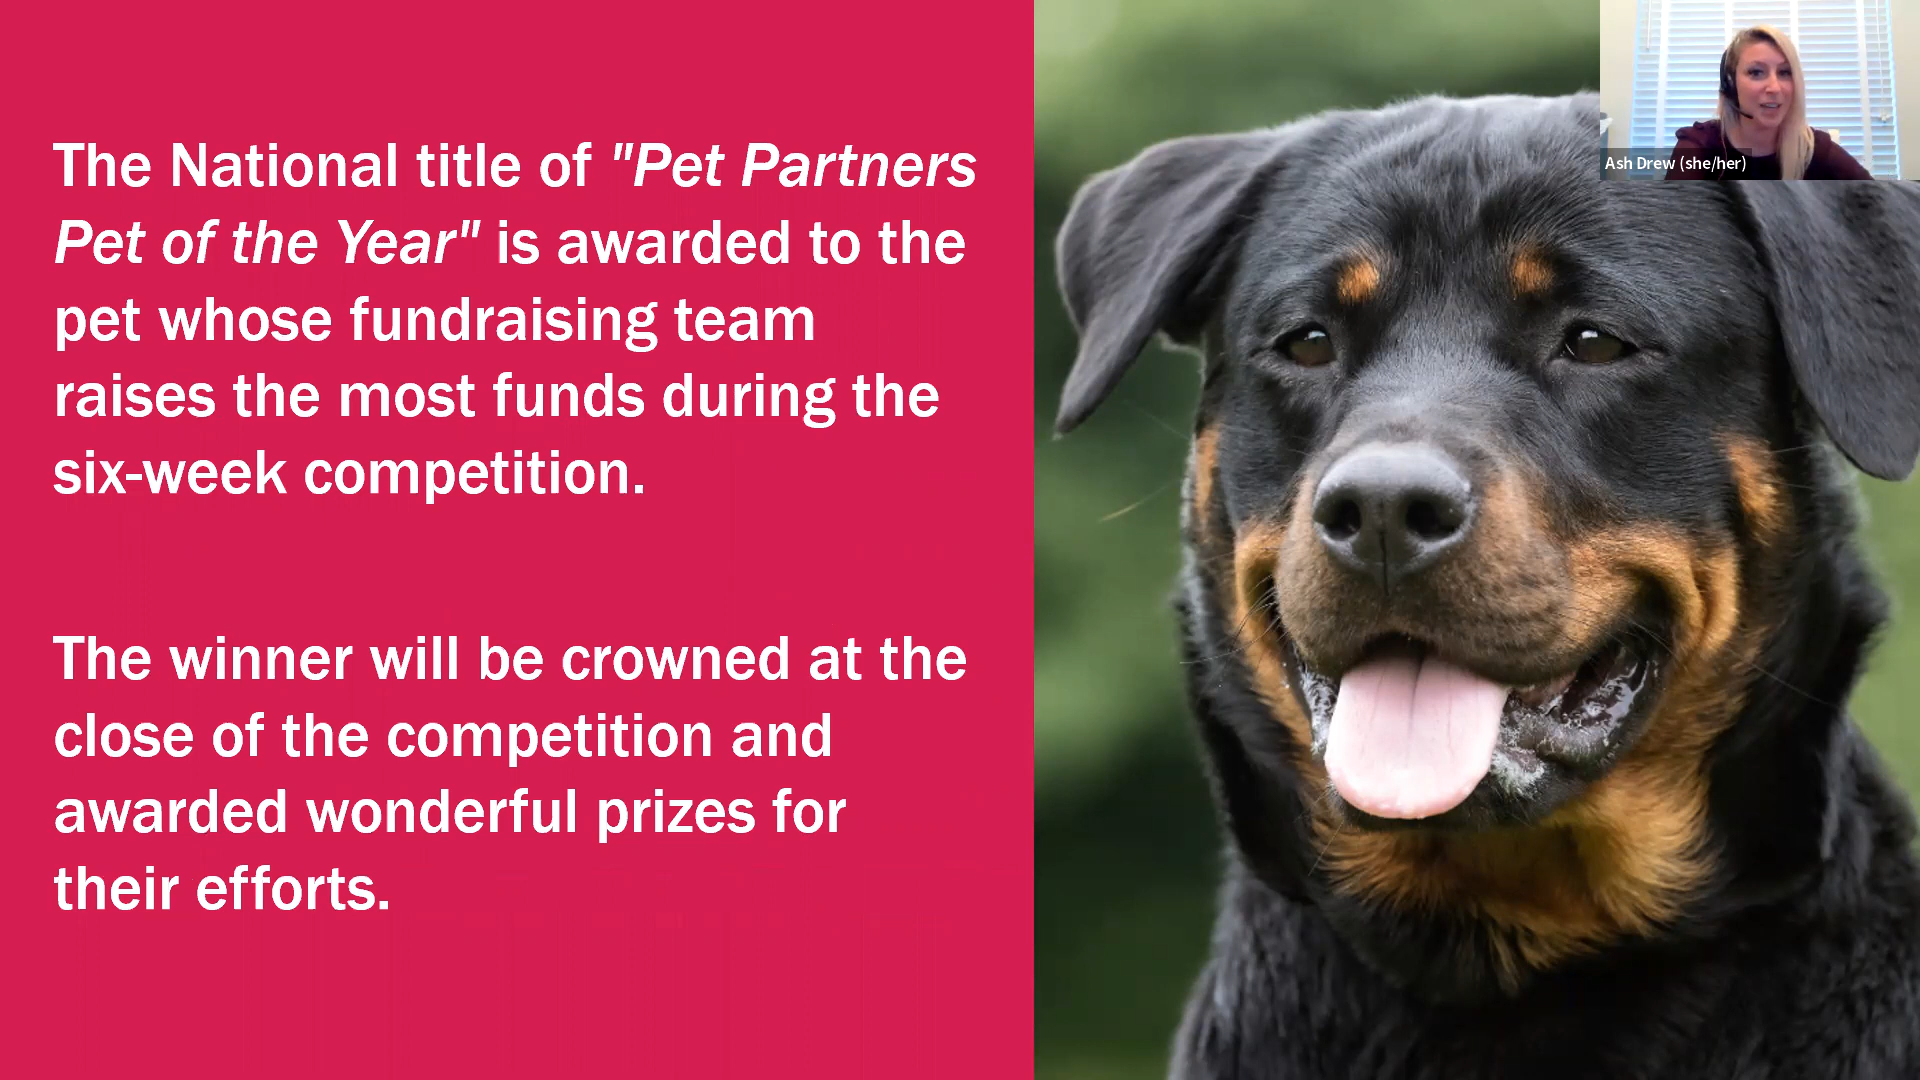 The National title of "Pet Partners
Pet of the Year" is awarded to the
pet whose fundraising team
raises the most funds during the
six-week competition.
The winner will be crowned at the
close of the competition and
awarded wonderful prizes for
their efforts.
Ash Drew (she/her)